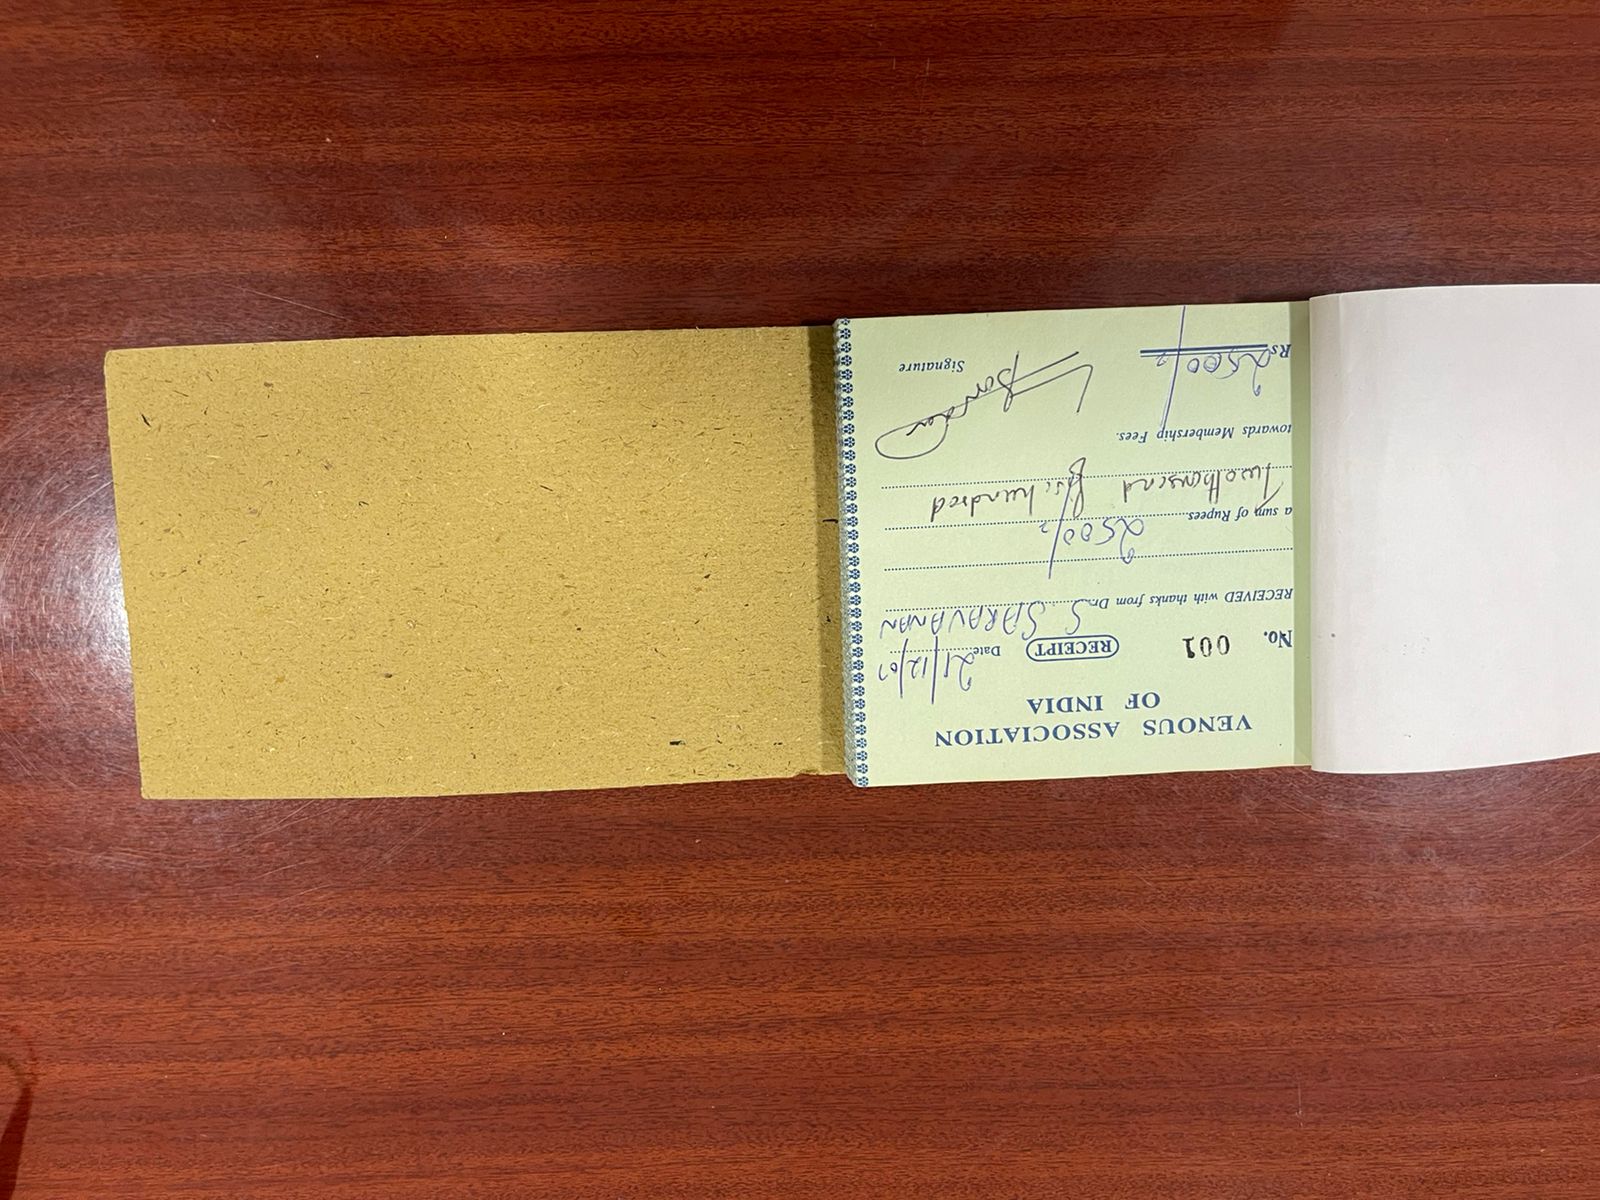 VENOUS ASSOCIATION
OF INDIA
No. 001 RECEIPT Date 21/12/07
RECEIVED with thanks from Dr. S. SARAVANAN
2500/
a sum of Rupees
Two thousand five hundred
towards Membership Fees.
Rs 2500/
Signature